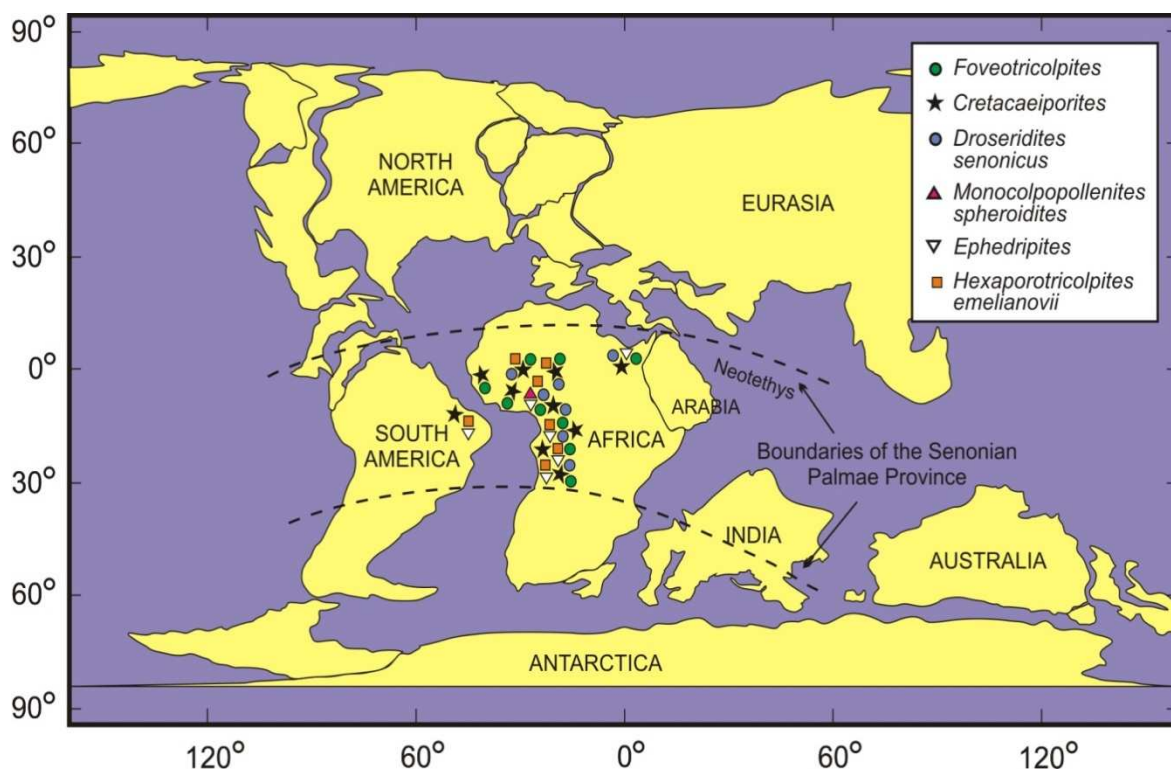 90°
60°
30°
0°
30°
60°
90°
120°
60°
0°
60°
120°
NORTH
AMERICA
EURASIA
SOUTH
AMERICA
AFRICA
ARABIA
Neotethys
INDIA
AUSTRALIA
ANTARCTICA
Boundaries of the Senonian
Palmae Province
Foveotricolpites
Cretacaeiporites
Droseridites
senonicus
Monocolpopollenites
spheroidites
Ephedripites
Hexaporotricolpites
emelianovii